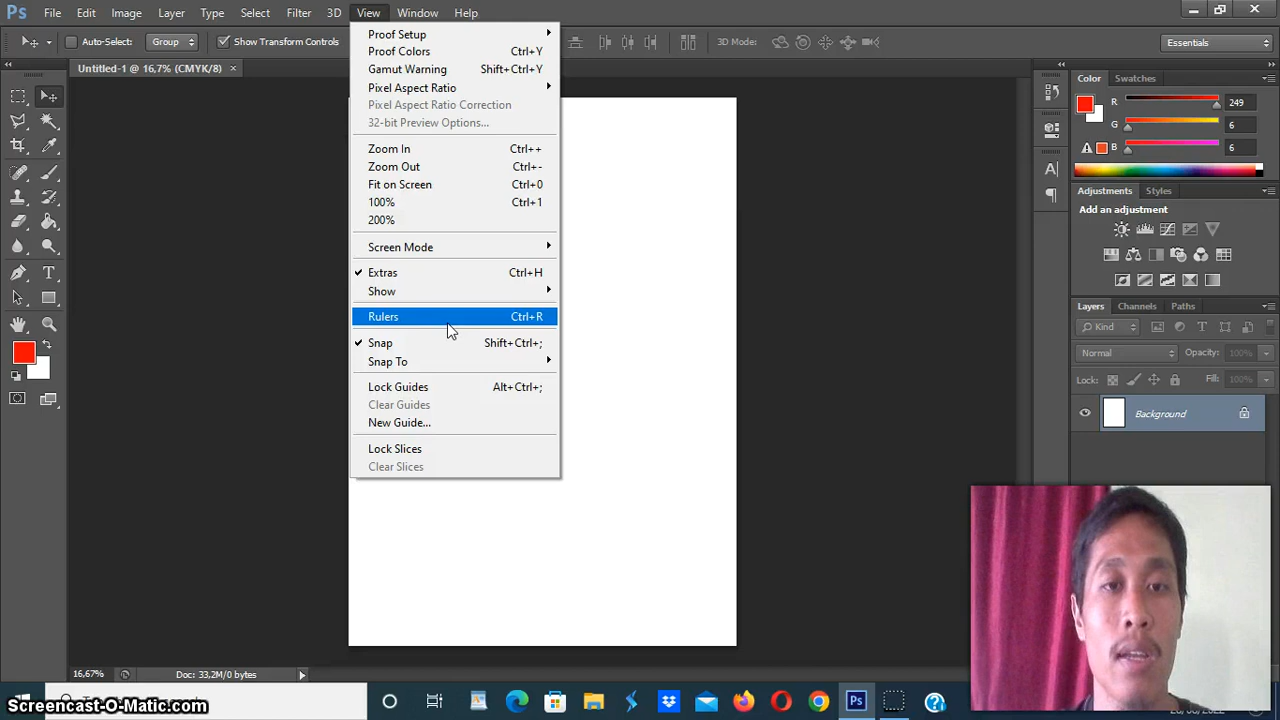 Ps File Edit Image Layer Type Select Filter 3D View Window Help
Auto-Select: Group Show Transform Controls 3D Mode: Essentials
Untitled-1 @ 16,7% (CMYK/8) ×
Proof Setup
Proof Colors Ctrl+Y
Gamut Warning Shift+Ctrl+Y
Pixel Aspect Ratio
Pixel Aspect Ratio Correction
32-bit Preview Options...
Zoom In Ctrl++
Zoom Out Ctrl+-
Fit on Screen Ctrl+0
100% Ctrl+1
200%
Screen Mode
Extras Ctrl+H
Show
Rulers Ctrl+R
Snap Shift+Ctrl+;
Snap To
Lock Guides Alt+Ctrl+;
Clear Guides
New Guide...
Lock Slices
Clear Slices
Color Swatches
R 249
G 6
B 6
Adjustments Styles
Add an adjustment
Layers Channels Paths
Kind
Normal Opacity: 100%
Lock: Fill: 100%
Background
16,67% Doc: 33,2M/0 bytes
Screencast-O-Matic.com